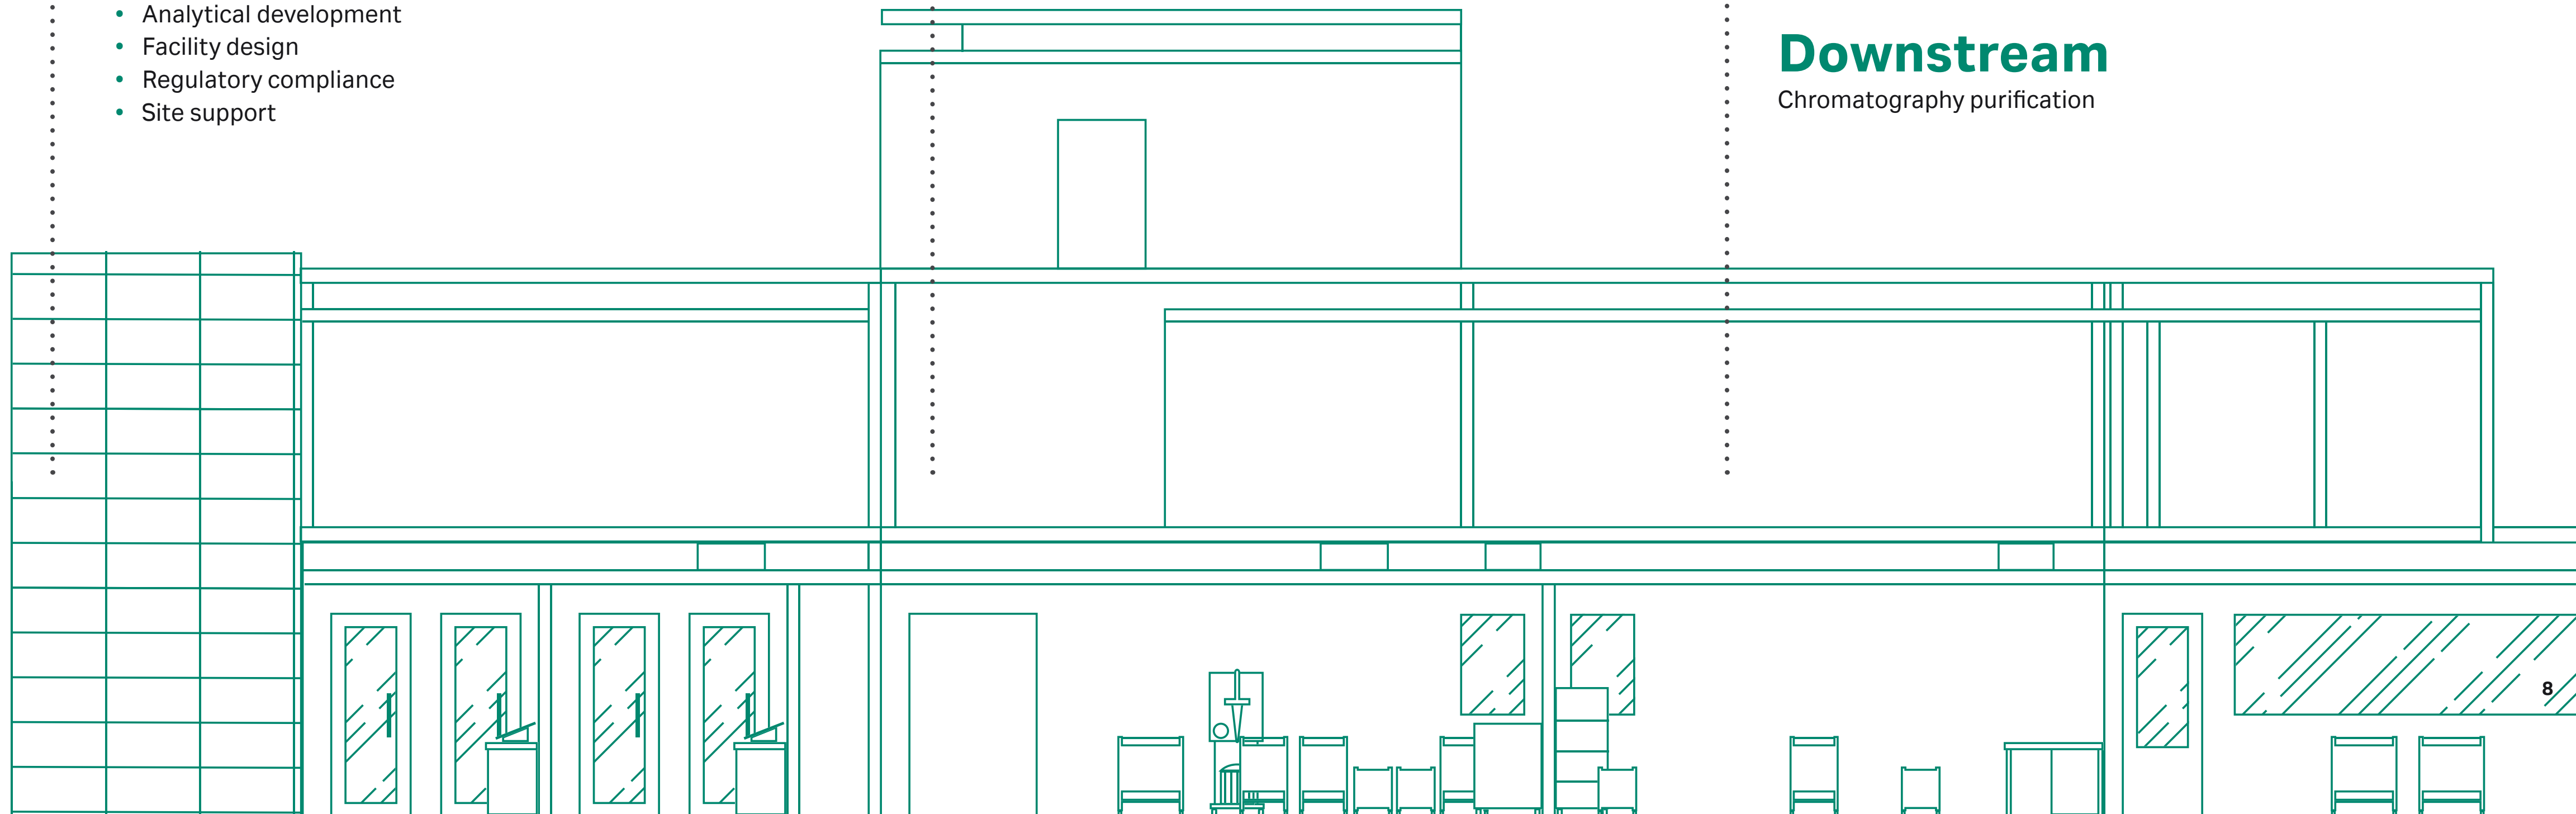 • Analytical development
• Facility design
• Regulatory compliance
• Site support
Downstream
Chromatography purification
8